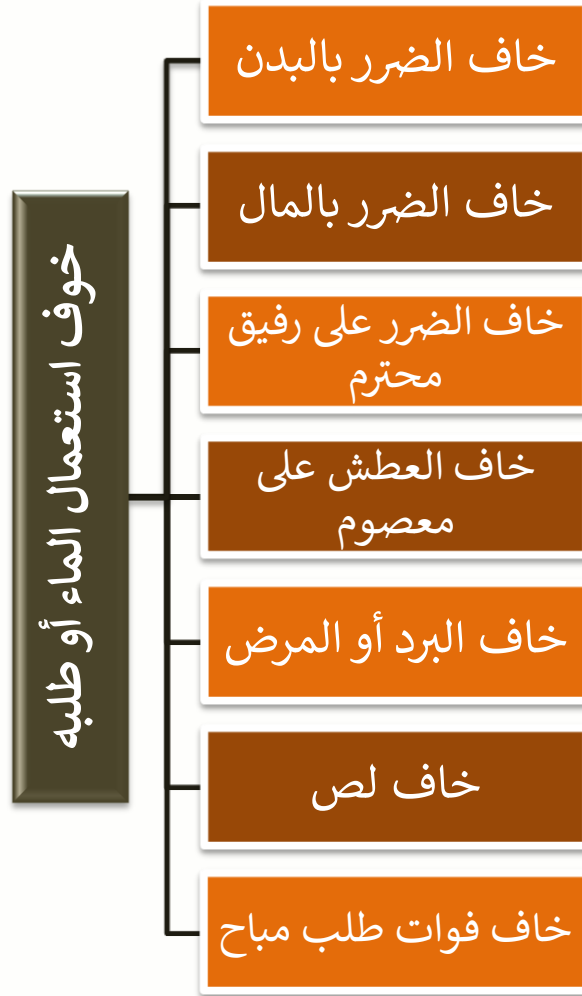 خوف استعمال الماء أو طلبه
خاف الضرر بالبدن
خاف الضرر بالمال
خاف الضرر على رفيق
محترم
خاف العطش على
معصوم
خاف البرد أو المرض
خاف لص
خاف فوات طلب مباح